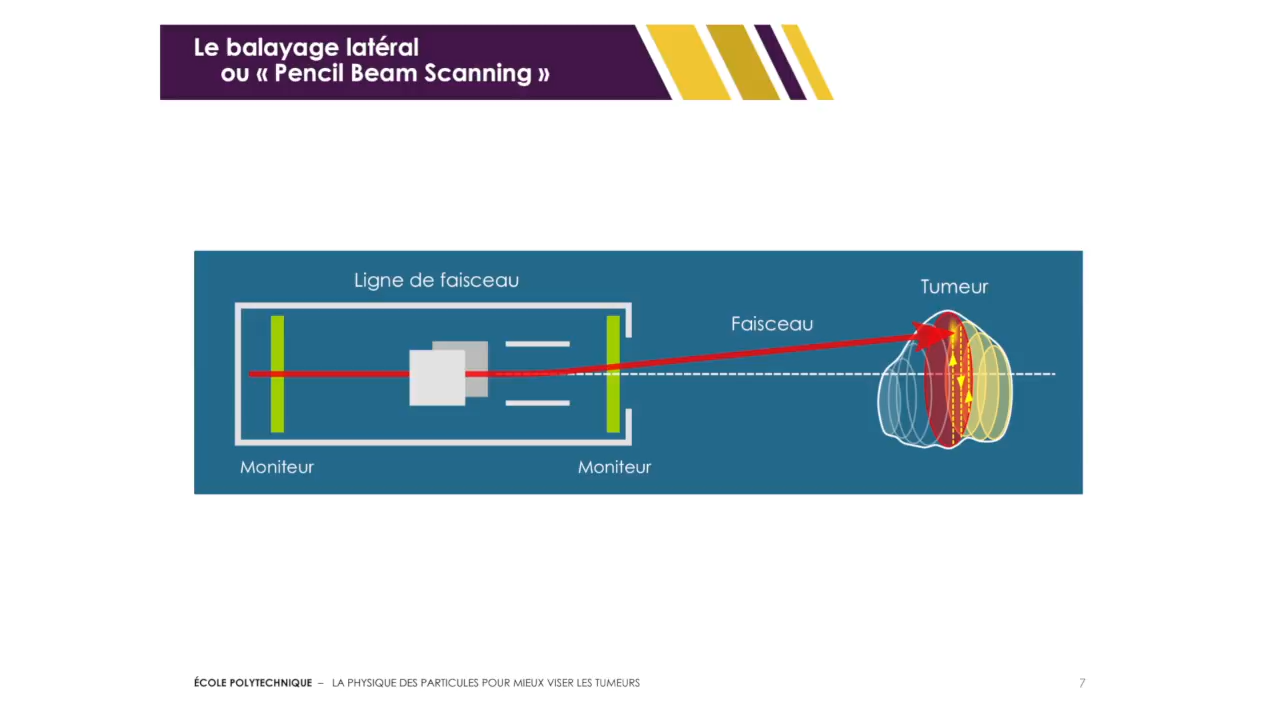 Le balayage latéral
ou « Pencil Beam Scanning »
Ligne de faisceau
Tumeur
Faisceau
Moniteur
Moniteur
ÉCOLE POLYTECHNIQUE – LA PHYSIQUE DES PARTICULES POUR MIEUX VISER LES TUMEURS
7